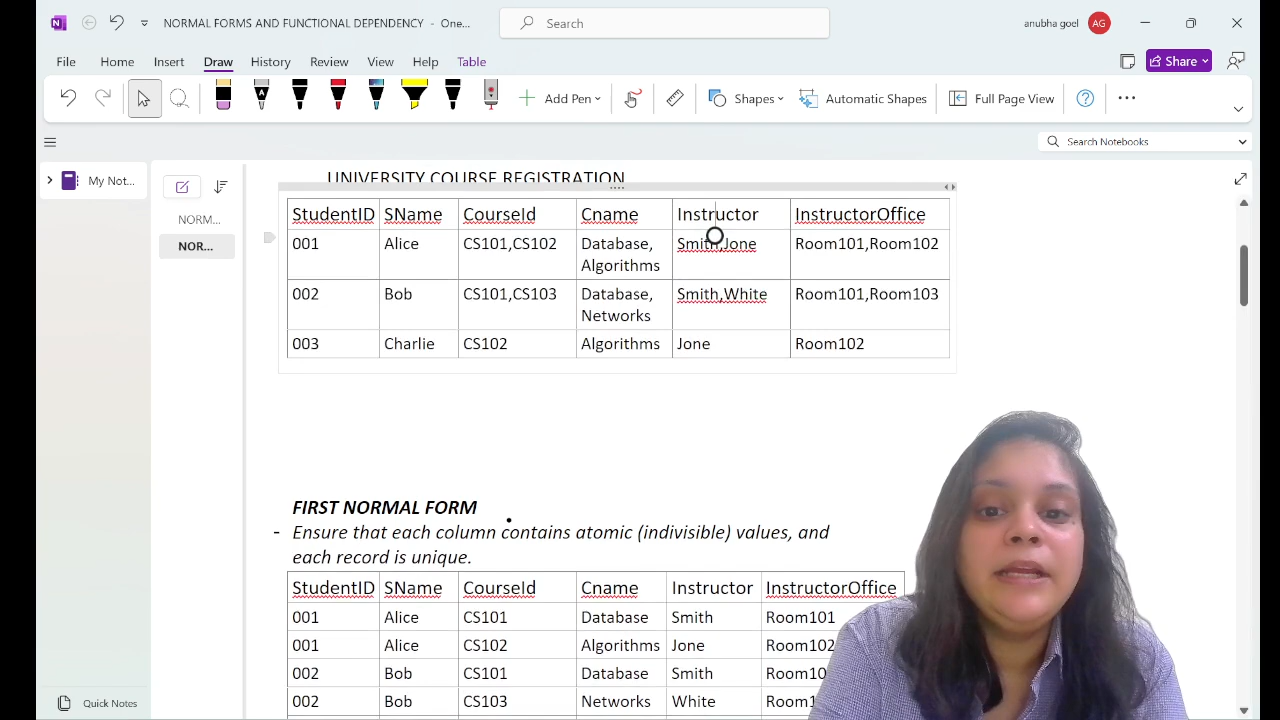 NORMAL FORMS AND FUNCTIONAL DEPENDENCY - One...
Search
anubha goel
AG
File Home Insert Draw History Review View Help Table
Share
Add Pen
Shapes
Automatic Shapes
Full Page View
Search Notebooks
My Not...
NORM...
NOR...
UNIVERSITY COURSE REGISTRATION
StudentID SName CourseId Cname Instructor InstructorOffice
001 Alice CS101,CS102 Database, Smith,Jone Room101,Room102
Algorithms
002 Bob CS101,CS103 Database, Smith,White Room101,Room103
Networks
003 Charlie CS102 Algorithms Jone Room102
FIRST NORMAL FORM
- Ensure that each column contains atomic (indivisible) values, and
each record is unique.
StudentID SName CourseId Cname Instructor InstructorOffice
001 Alice CS101 Database Smith Room101
001 Alice CS102 Algorithms Jone Room102
002 Bob CS101 Database Smith
002 Bob CS103 Networks White
Quick Notes